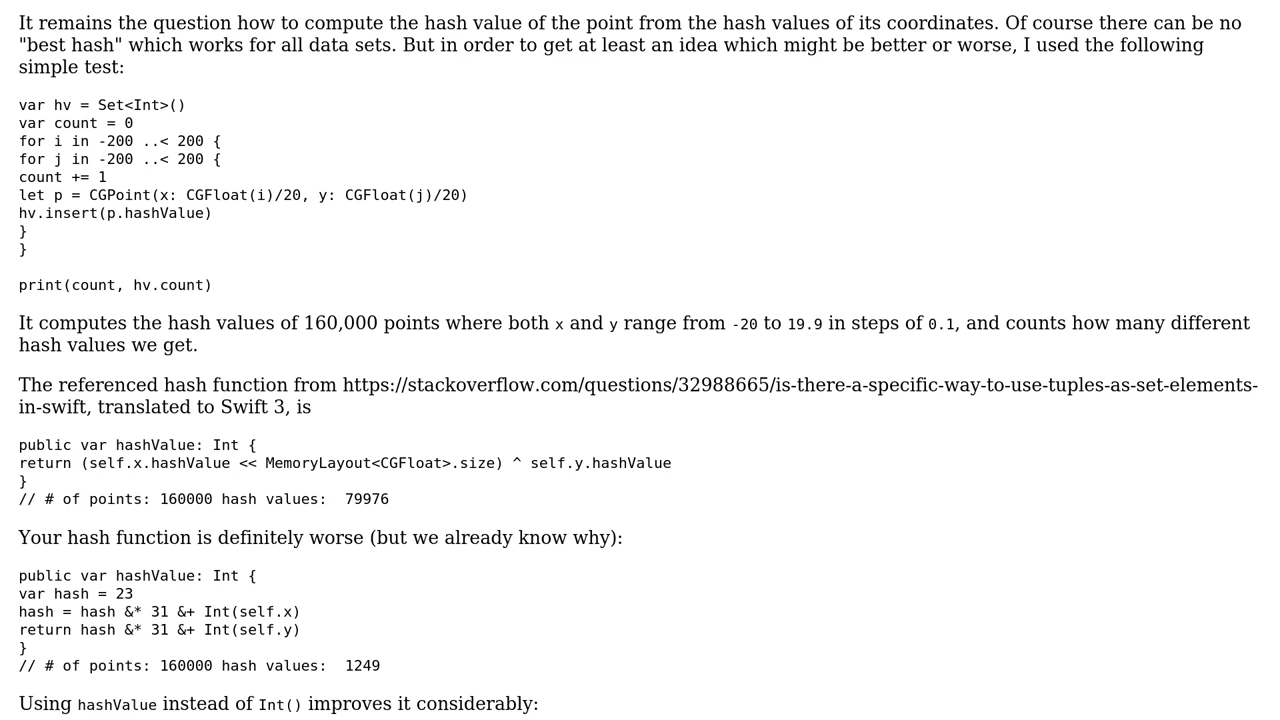 It remains the question how to compute the hash value of the point from the hash values of its coordinates. Of course there can be no
"best hash" which works for all data sets. But in order to get at least an idea which might be better or worse, I used the following
simple test:
var hv = Set<Int>()
var count = 0
for i in -200 ..< 200 {
for j in -200 ..< 200 {
count += 1
let p = CGPoint(x: CGFloat(i)/20, y: CGFloat(j)/20)
hv.insert(p.hashValue)
}
}
print(count, hv.count)
It computes the hash values of 160,000 points where both x and y range from -20 to 19.9 in steps of 0.1, and counts how many different
hash values we get.
The referenced hash function from https://stackoverflow.com/questions/32988665/is-there-a-specific-way-to-use-tuples-as-set-elements-
in-swift, translated to Swift 3, is
public var hashValue: Int {
return (self.x.hashValue << MemoryLayout<CGFloat>.size) ^ self.y.hashValue
}
// # of points: 160000 hash values:  79976
Your hash function is definitely worse (but we already know why):
public var hashValue: Int {
var hash = 23
hash = hash &* 31 &+ Int(self.x)
return hash &* 31 &+ Int(self.y)
}
// # of points: 160000 hash values:  1249
Using hashValue instead of Int() improves it considerably: